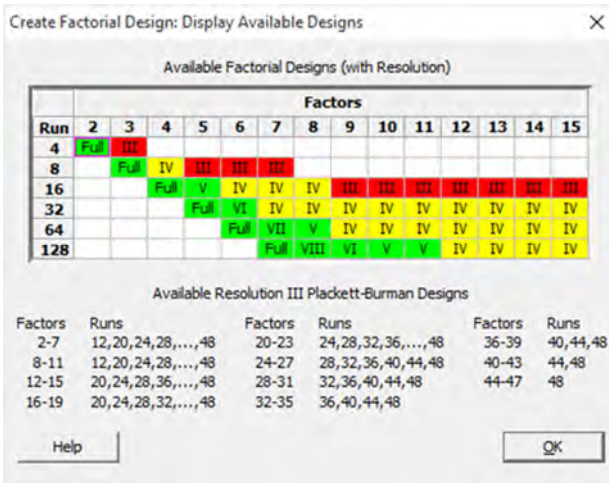 Create Factorial Design: Display Available Designs
Available Factorial Designs (with Resolution)
Factors
Run 2 3 4 5 6 7 8 9 10 11 12 13 14 15
4 Full III
8 Full IV III III III
16 Full V IV IV IV III III III III III III III
32 Full VI IV IV IV IV IV IV IV IV IV
64 Full VII V IV IV IV IV IV IV IV
128 Full VIII VI V V IV IV IV IV
Available Resolution III Plackett-Burman Designs
Factors Runs Factors Runs Factors Runs
2-7 12,20,24,28,...,48 20-23 24,28,32,36,...,48 36-39 40,44,48
8-11 12,20,24,28,...,48 24-27 28,32,36,40,44,48 40-43 44,48
12-15 20,24,28,36,...,48 28-31 32,36,40,44,48 44-47 48
16-19 20,24,28,32,...,48 32-35 36,40,44,48
Help OK